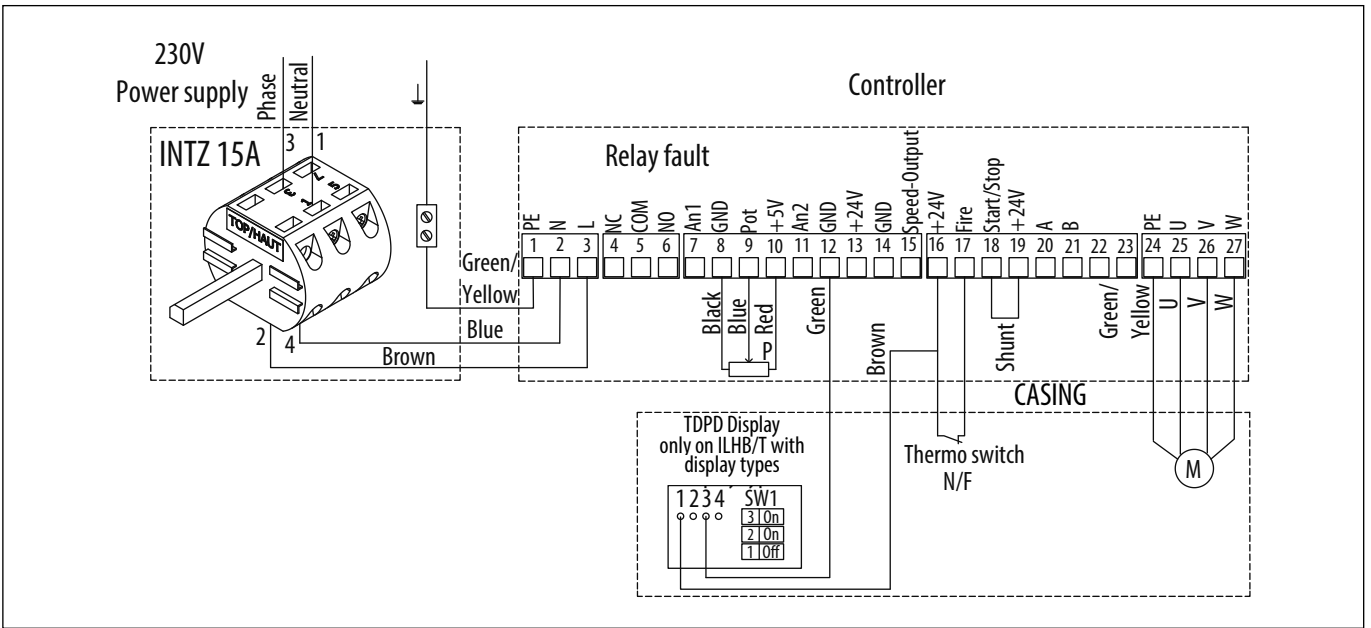 230V
Power supply
Phase
Neutral
Controller
3 1
INTZ 15A
TOP/HAUT
3
1
7
5
2 4
Relay fault
PE N L NC COM NO An1 GND Pot +5V An2 GND +24V GND Speed-Output +24V Fire Start/Stop +24V A B PE U V W
1 2 3 4 5 6 7 8 9 10 11 12 13 14 15 16 17 18 19 20 21 22 23 24 25 26 27
Green/
Yellow
Blue
Brown
Black
Blue
Red
P
Green
Brown
Shunt
Green/
Yellow
U
V
W
CASING
TDPD Display
only on ILHB/T with
display types
1 2 3 4 SW1
3 On
2 On
1 Off
Thermo switch
N/F
M